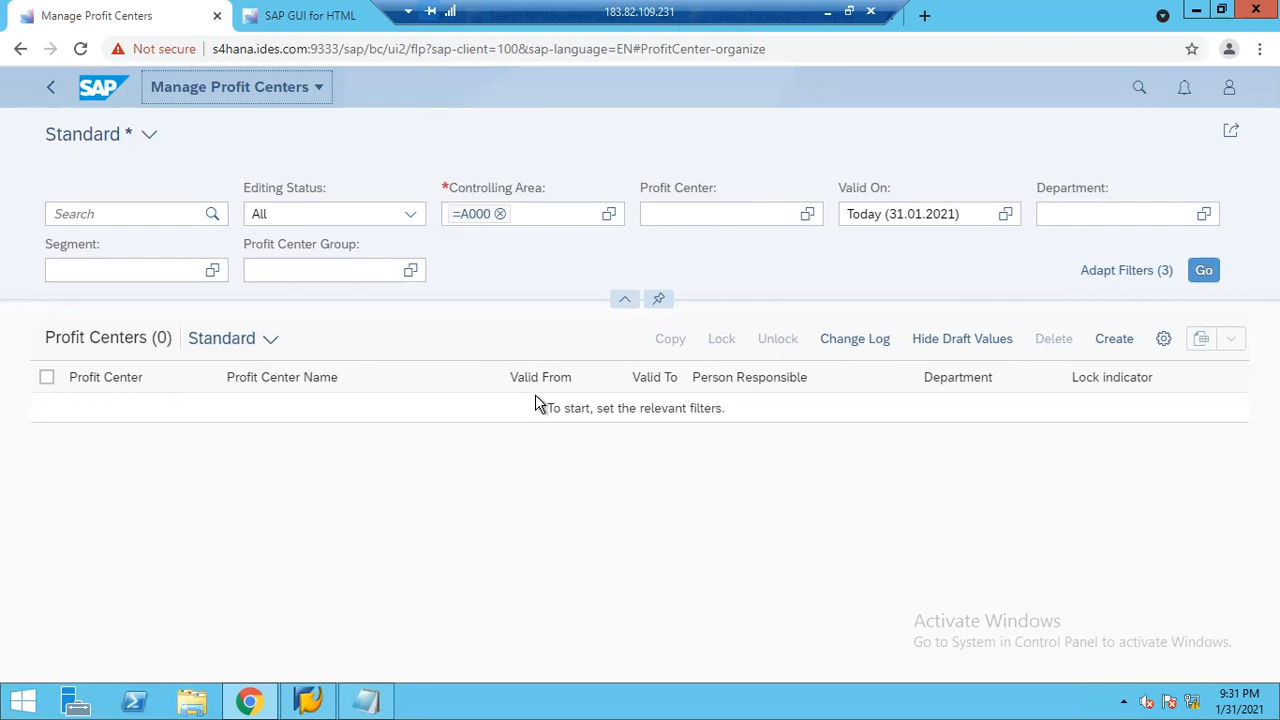 Manage Profit Centers
SAP GUI for HTML
183.82.109.231
Not secure
s4hana.ides.com:9333/sap/bc/ui2/flp?sap-client=100&sap-language=EN#ProfitCenter-organize
SAP
Manage Profit Centers
Standard *
Editing Status:
*Controlling Area:
Profit Center:
Valid On:
Department:
Search
All
=A000
Today (31.01.2021)
Segment:
Profit Center Group:
Adapt Filters (3)
Go
Profit Centers (0)
Standard
Copy
Lock
Unlock
Change Log
Hide Draft Values
Delete
Create
Profit Center
Profit Center Name
Valid From
Valid To
Person Responsible
Department
Lock indicator
To start, set the relevant filters.
Activate Windows
Go to System in Control Panel to activate Windows.
9:31 PM
1/31/2021